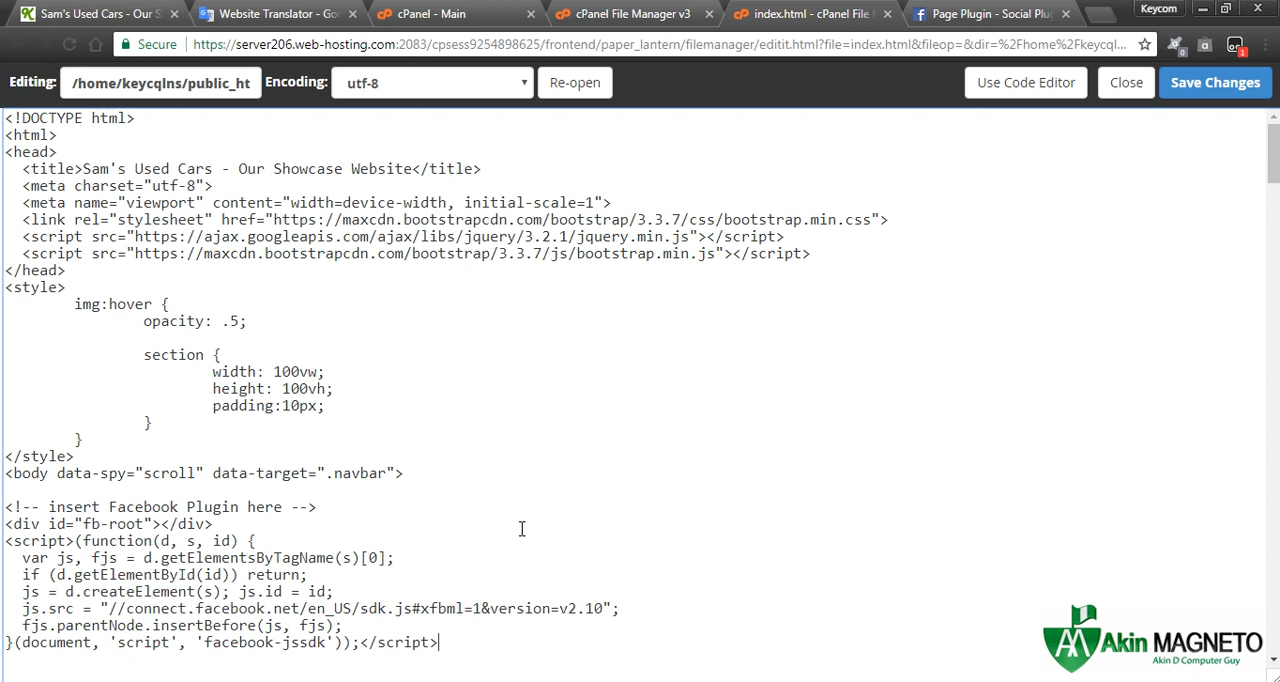 Sam's Used Cars - Our S
Website Translator - Go
cPanel - Main
cPanel File Manager v3
index.html - cPanel File
Page Plugin - Social Plu
Keycom
Secure
https://server206.web-hosting.com:2083/cpsess9254898625/frontend/paper_lantern/filemanager/editit.html?file=index.html&fileop=&dir=%2Fhome%2Fkeycql...
0
a
1
Editing:
/home/keycqlns/public_ht
Encoding:
utf-8
Re-open
Use Code Editor
Close
Save Changes
<!DOCTYPE html>
<html>
<head>
  <title>Sam's Used Cars - Our Showcase Website</title>
  <meta charset="utf-8">
  <meta name="viewport" content="width=device-width, initial-scale=1">
  <link rel="stylesheet" href="https://maxcdn.bootstrapcdn.com/bootstrap/3.3.7/css/bootstrap.min.css">
  <script src="https://ajax.googleapis.com/ajax/libs/jquery/3.2.1/jquery.min.js"></script>
  <script src="https://maxcdn.bootstrapcdn.com/bootstrap/3.3.7/js/bootstrap.min.js"></script>
</head>
<style>
        img:hover {
                opacity: .5;
                section {
                        width: 100vw;
                        height: 100vh;
                        padding:10px;
                }
        }
</style>
<body data-spy="scroll" data-target=".navbar">
<!-- insert Facebook Plugin here -->
<div id="fb-root"></div>
<script>(function(d, s, id) {
  var js, fjs = d.getElementsByTagName(s)[0];
  if (d.getElementById(id)) return;
  js = d.createElement(s); js.id = id;
  js.src = "//connect.facebook.net/en_US/sdk.js#xfbml=1&version=v2.10";
  fjs.parentNode.insertBefore(js, fjs);
}(document, 'script', 'facebook-jssdk'));</script>
Akin MAGNETO
Akin D Computer Guy